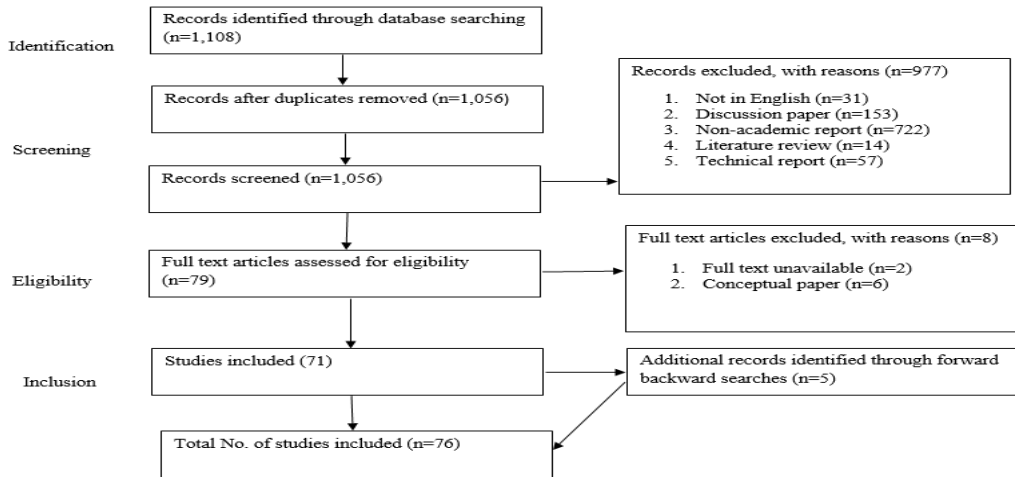 Identification
Records identified through database searching
(n=1,108)
Records after duplicates removed (n=1,056)
Screening
Records screened (n=1,056)
Records excluded, with reasons (n=977)
1. Not in English (n=31)
2. Discussion paper (n=153)
3. Non-academic report (n=722)
4. Literature review (n=14)
5. Technical report (n=57)
Eligibility
Full text articles assessed for eligibility
(n=79)
Full text articles excluded, with reasons (n=8)
1. Full text unavailable (n=2)
2. Conceptual paper (n=6)
Inclusion
Studies included (71)
Additional records identified through forward
backward searches (n=5)
Total No. of studies included (n=76)